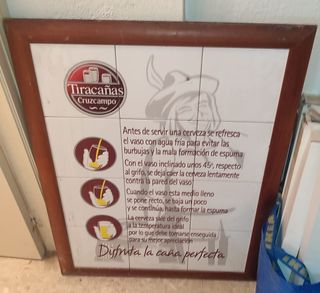 Tiracañas
Cruzcampo
Antes de servir una cerveza se refresca
el vaso con agua fría para evitar las
burbujas y la mala formación de espuma
Con el vaso inclinado unos 45º, respecto
al grifo, se deja caer la cerveza lentamente
contra la pared del vaso
Cuando el vaso esta medio lleno
se pone recto, se baja un poco
y se continua, hasta formar la espuma
La cerveza sale del grifo
a la temperatura ideal
por lo que debe tomarse enseguida
para su mejor apreciación
Disfruta la caña perfecta